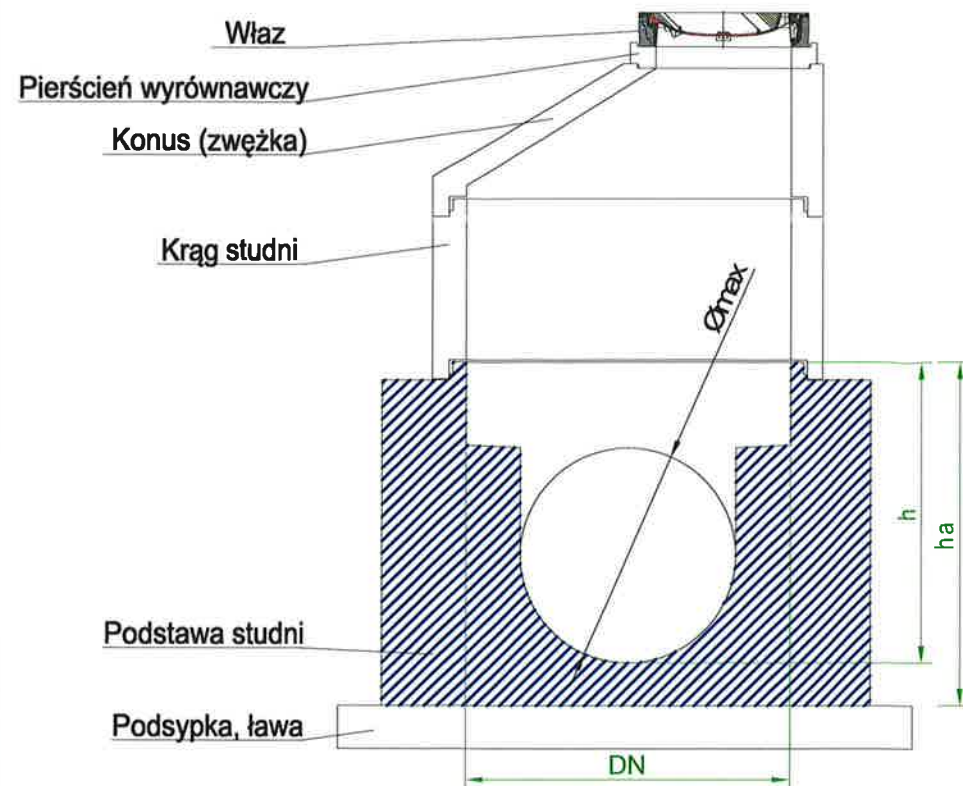 Właz
Pierścień wyrównawczy
Konus (zwężka)
Krąg studni
Ømax
h
ha
Podstawa studni
Podsypka, ława
DN